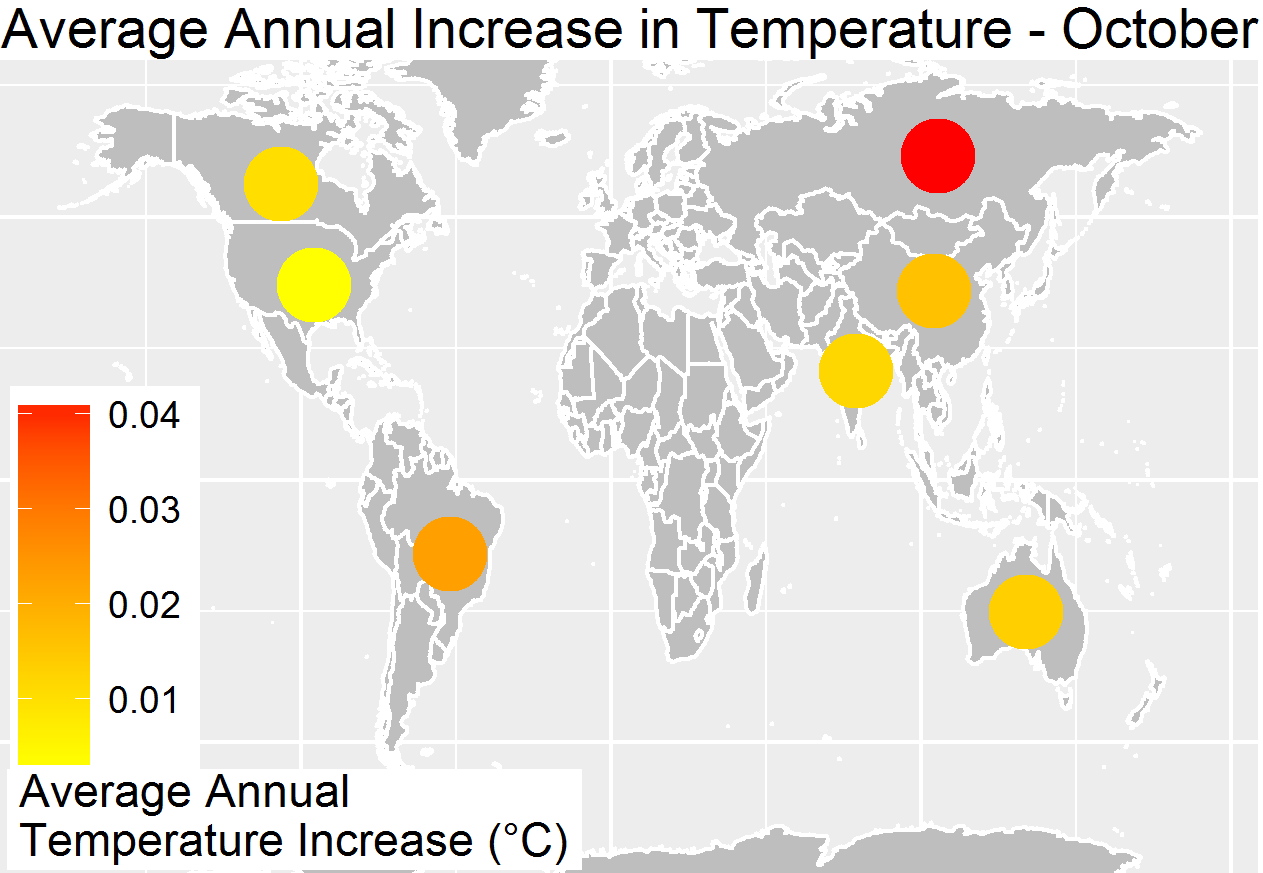 Average Annual Increase in Temperature - October
0.04
0.03
0.02
0.01
Average Annual
Temperature Increase (°C)